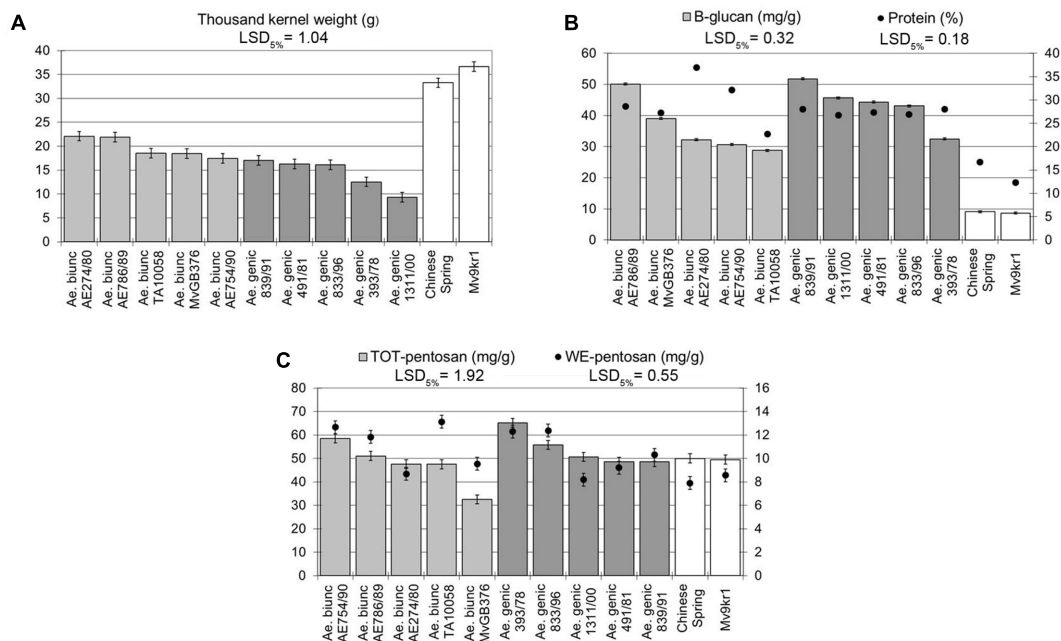 A
Thousand kernel weight (g)
LSD5% = 1.04
40
35
30
25
20
15
10
5
0
Ae. biunc AE274/80
Ae. biunc AE786/89
Ae. biunc TA10058
Ae. biunc MvGB376
Ae. biunc AE754/90
Ae. genic 839/91
Ae. genic 491/81
Ae. genic 833/96
Ae. genic 393/78
Ae. genic 1311/00
Chinese Spring
Mv9kr1
B
B-glucan (mg/g) Protein (%)
LSD5% = 0.32 LSD5% = 0.18
60
50
40
30
20
10
0
40
35
30
25
20
15
10
5
0
Ae. biunc AE786/89
Ae. biunc MvGB376
Ae. biunc AE274/80
Ae. biunc AE754/90
Ae. biunc TA10058
Ae. genic 839/91
Ae. genic 1311/00
Ae. genic 491/81
Ae. genic 833/96
Ae. genic 393/78
Chinese Spring
Mv9kr1
C
TOT-pentosan (mg/g) WE-pentosan (mg/g)
LSD5% = 1.92 LSD5% = 0.55
80
70
60
50
40
30
20
10
0
16
14
12
10
8
6
4
2
0
Ae. biunc AE754/90
Ae. biunc AE786/89
Ae. biunc AE274/80
Ae. biunc TA10058
Ae. biunc MvGB376
Ae. genic 393/78
Ae. genic 833/96
Ae. genic 1311/00
Ae. genic 491/81
Ae. genic 839/91
Chinese Spring
Mv9kr1